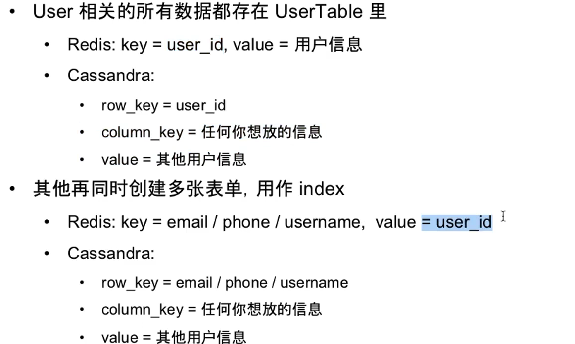 • User 相关的所有数据都存在 UserTable 里
• Redis: key = user_id, value = 用户信息
• Cassandra:
• row_key = user_id
• column_key = 任何你想放的信息
• value = 其他用户信息
• 其他再同时创建多张表单, 用作 index
• Redis: key = email / phone / username, value = user_id
• Cassandra:
• row_key = email / phone / username
• column_key = 任何你想放的信息
• value = 其他用户信息